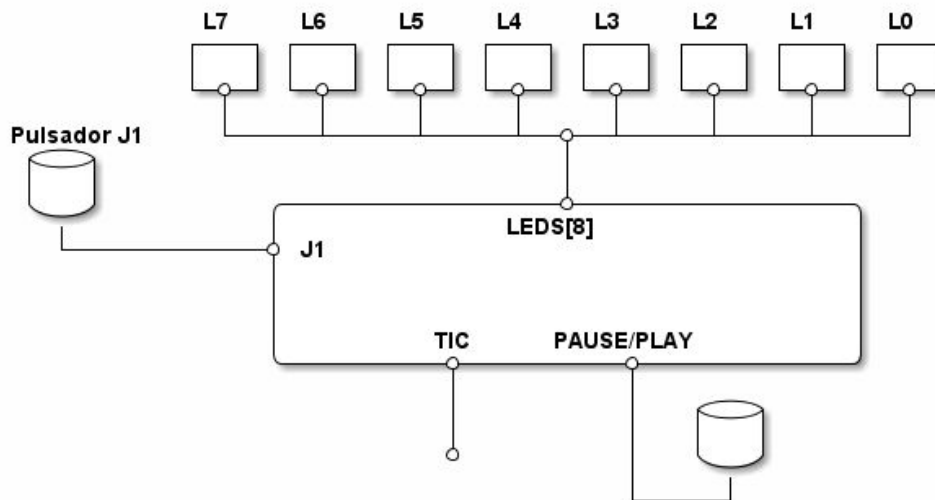 L7 L6 L5 L4 L3 L2 L1 L0
Pulsador J1
LEDS[8]
J1
TIC PAUSE/PLAY